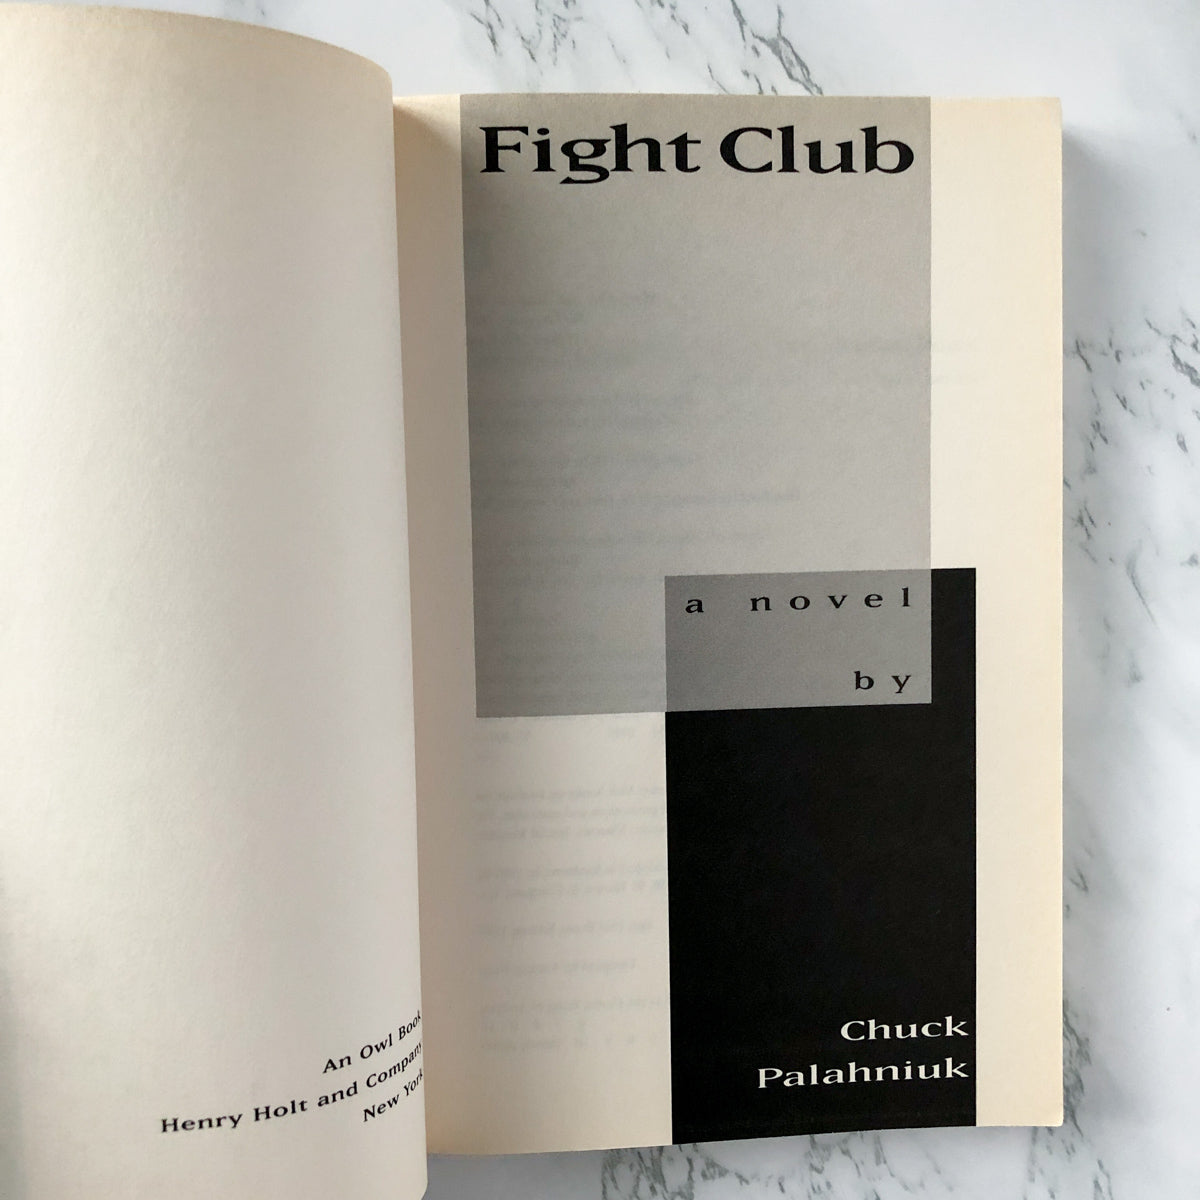 An Owl Book
Henry Holt and Company
New York
Fight Club
a novel
by
Chuck
Palahniuk